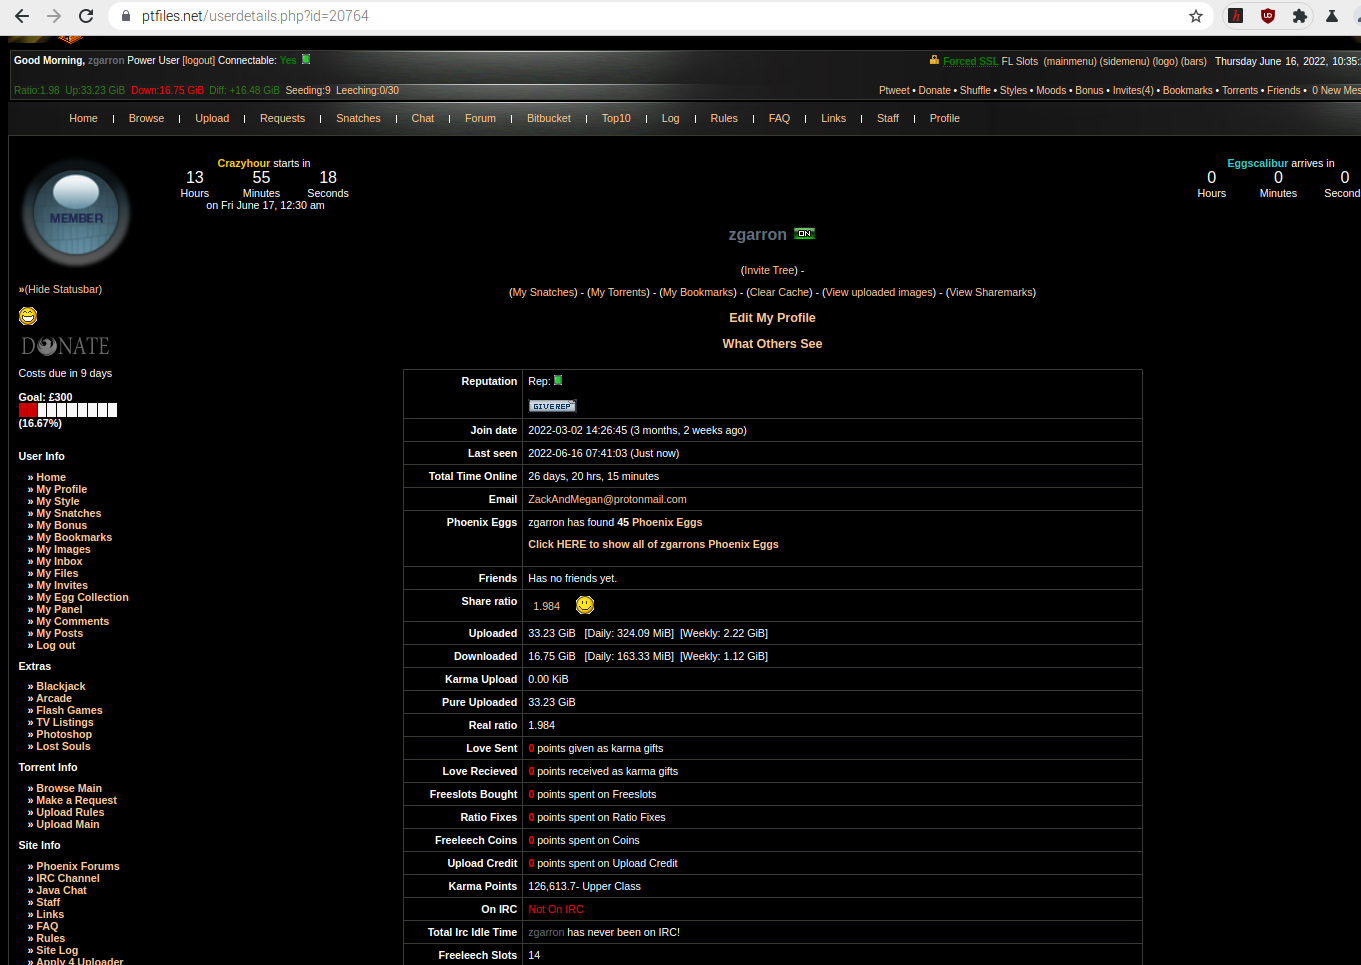 ptfiles.net/userdetails.php?id=20764
Good Morning, zgarron Power User [logout] Connectable: Yes
Forced SSL FL Slots (mainmenu) (sidemenu) (logo) (bars) Thursday June 16, 2022, 10:35:
Ratio:1.98 Up:33.23 GiB Down:16.75 GiB Diff: +16.48 GiB Seeding:9 Leeching:0/30
Ptweet • Donate • Shuffle • Styles • Moods • Bonus • Invites(4) • Bookmarks • Torrents • Friends • 0 New Mes
Home | Browse | Upload | Requests | Snatches | Chat | Forum | Bitbucket | Top10 | Log | Rules | FAQ | Links | Staff | Profile
MEMBER
»(Hide Statusbar)
DONATE
Costs due in 9 days
Goal: £300
(16.67%)
User Info
» Home
» My Profile
» My Style
» My Snatches
» My Bonus
» My Bookmarks
» My Images
» My Inbox
» My Files
» My Invites
» My Egg Collection
» My Panel
» My Comments
» My Posts
» Log out
Extras
» Blackjack
» Arcade
» Flash Games
» TV Listings
» Photoshop
» Lost Souls
Torrent Info
» Browse Main
» Make a Request
» Upload Rules
» Upload Main
Site Info
» Phoenix Forums
» IRC Channel
» Java Chat
» Staff
» Links
» FAQ
» Rules
» Site Log
» Apply 4 Uploader
Crazyhour starts in
13 55 18
Hours Minutes Seconds
on Fri June 17, 12:30 am
Eggscalibur arrives in
0 0 0
Hours Minutes Second
zgarron ON
(Invite Tree) -
(My Snatches) - (My Torrents) - (My Bookmarks) - (Clear Cache) - (View uploaded images) - (View Sharemarks)
Edit My Profile
What Others See
Reputation Rep:
GIVE REP
Join date 2022-03-02 14:26:45 (3 months, 2 weeks ago)
Last seen 2022-06-16 07:41:03 (Just now)
Total Time Online 26 days, 20 hrs, 15 minutes
Email ZackAndMegan@protonmail.com
Phoenix Eggs zgarron has found 45 Phoenix Eggs
Click HERE to show all of zgarrons Phoenix Eggs
Friends Has no friends yet.
Share ratio 1.984
Uploaded 33.23 GiB [Daily: 324.09 MiB] [Weekly: 2.22 GiB]
Downloaded 16.75 GiB [Daily: 163.33 MiB] [Weekly: 1.12 GiB]
Karma Upload 0.00 KiB
Pure Uploaded 33.23 GiB
Real ratio 1.984
Love Sent 0 points given as karma gifts
Love Recieved 0 points received as karma gifts
Freeslots Bought 0 points spent on Freeslots
Ratio Fixes 0 points spent on Ratio Fixes
Freeleech Coins 0 points spent on Coins
Upload Credit 0 points spent on Upload Credit
Karma Points 126,613.7- Upper Class
On IRC Not On IRC
Total Irc Idle Time zgarron has never been on IRC!
Freeleech Slots 14